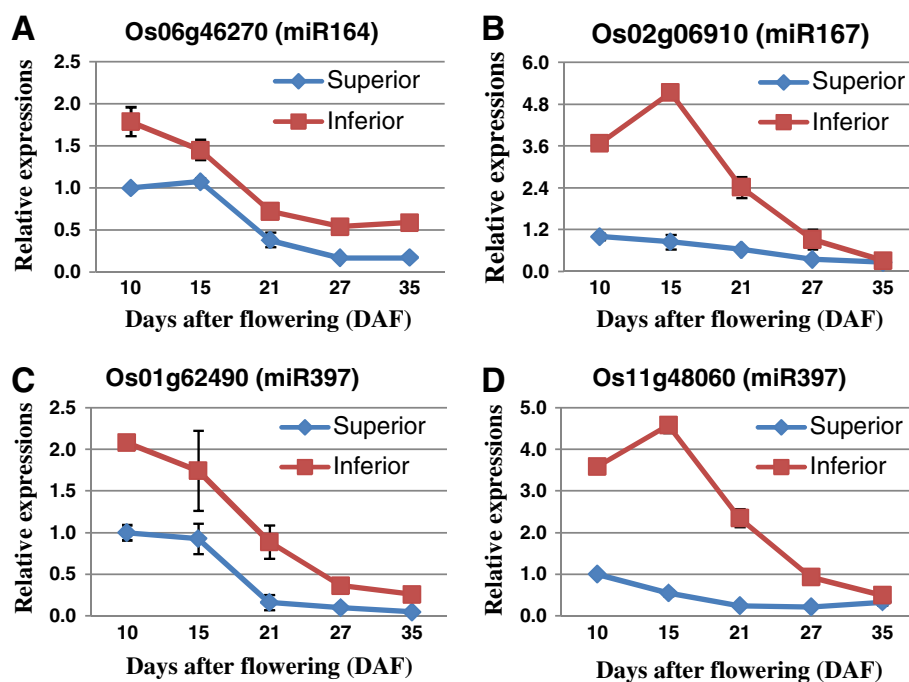 A
Os06g46270 (miR164)
Relative expressions
2.5
2.0
1.5
1.0
0.5
0.0
Superior
Inferior
10 15 21 27 35
Days after flowering (DAF)
B
Os02g06910 (miR167)
Relative expressions
6.0
4.8
3.6
2.4
1.2
0.0
Superior
Inferior
10 15 21 27 35
Days after flowering (DAF)
C
Os01g62490 (miR397)
Relative expressions
2.5
2.0
1.5
1.0
0.5
0.0
Superior
Inferior
10 15 21 27 35
Days after flowering (DAF)
D
Os11g48060 (miR397)
Relative expressions
5.0
4.0
3.0
2.0
1.0
0.0
Superior
Inferior
10 15 21 27 35
Days after flowering (DAF)